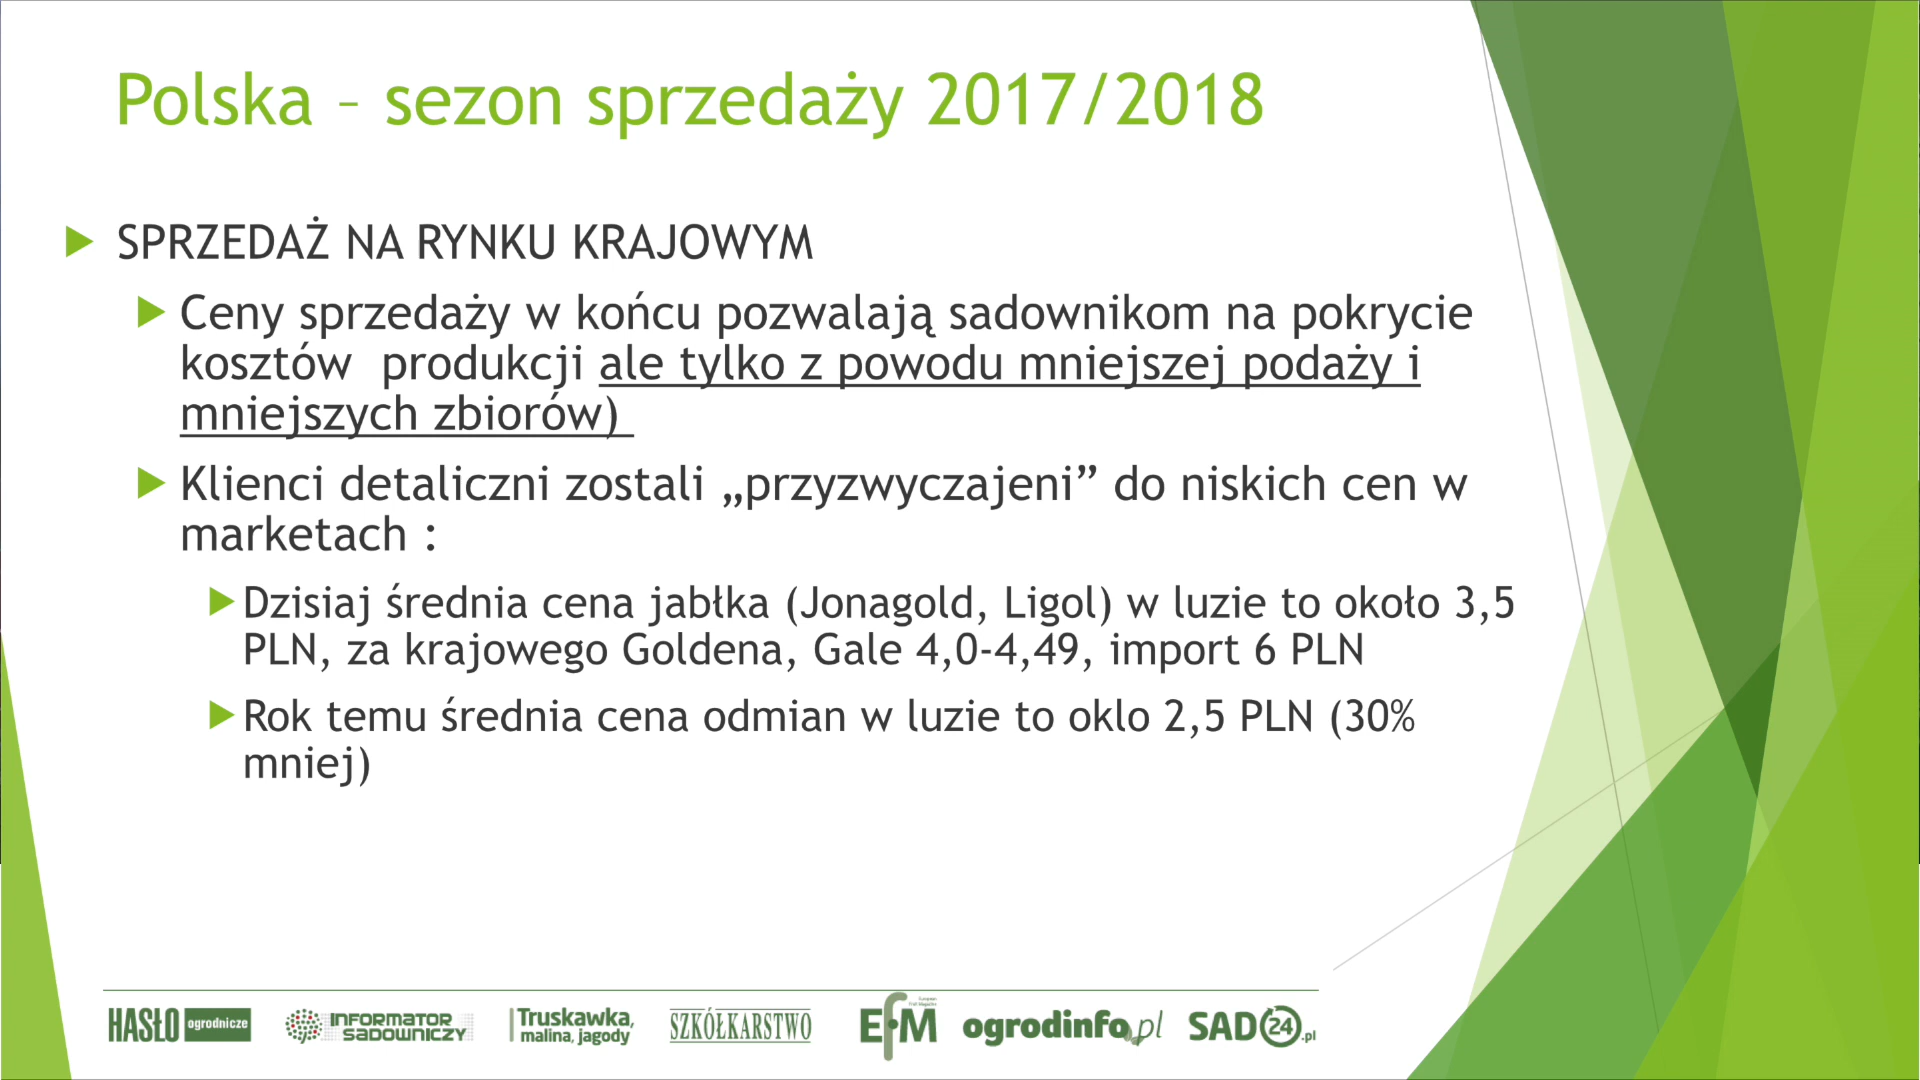 Polska – sezon sprzedaży 2017/2018
SPRZEDAŻ NA RYNKU KRAJOWYM
Ceny sprzedaży w końcu pozwalają sadownikom na pokrycie
kosztów produkcji ale tylko z powodu mniejszej podaży i
mniejszych zbiorów)
Klienci detaliczni zostali „przyzwyczajeni” do niskich cen w
marketach :
Dzisiaj średnia cena jabłka (Jonagold, Ligol) w luzie to około 3,5
PLN, za krajowego Goldena, Gale 4,0-4,49, import 6 PLN
Rok temu średnia cena odmian w luzie to oklo 2,5 PLN (30%
mniej)
HASŁO ogrodnicze
INFORMATOR
SADOWNICZY
Truskawka,
malina, jagody
SZKÓŁKARSTWO
EfM
ogrodinfo.pl
SAD24.pl